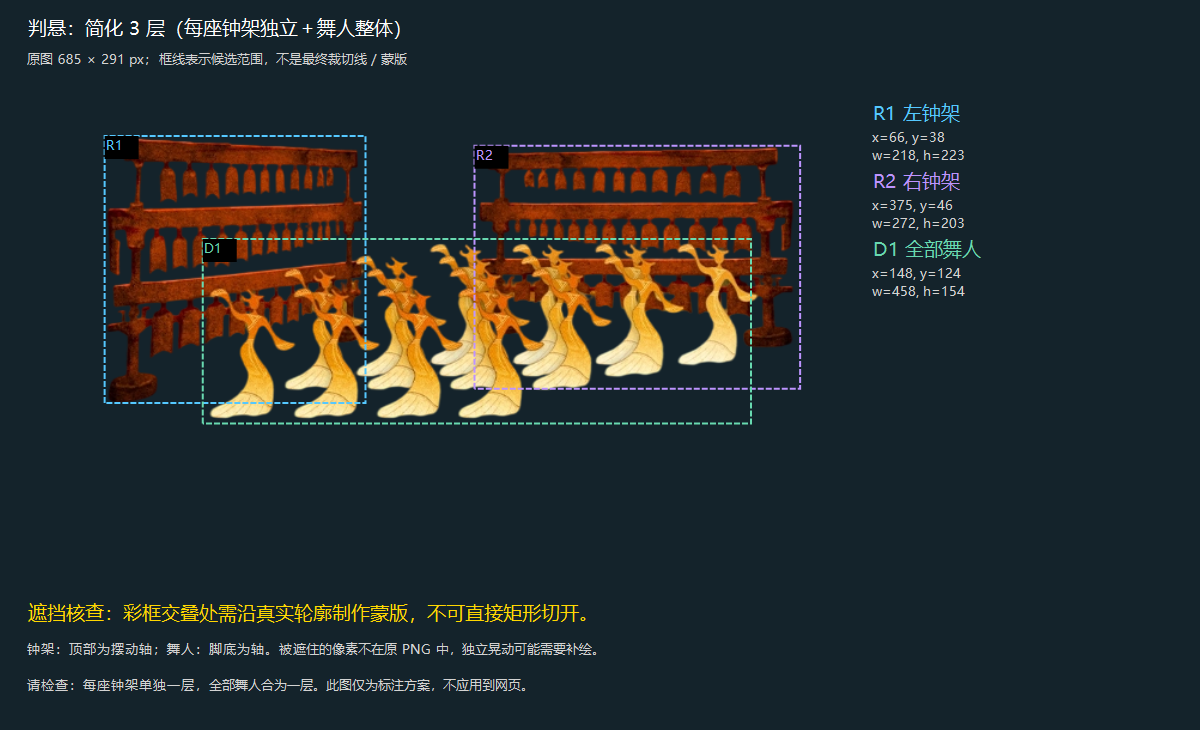 判悬：简化 3 层（每座钟架独立＋舞人整体）
原图 685 × 291 px；框线表示候选范围，不是最终裁切线 / 蒙版
R1
R2
D1
R1 左钟架
x=66, y=38
w=218, h=223
R2 右钟架
x=375, y=46
w=272, h=203
D1 全部舞人
x=148, y=124
w=458, h=154
遮挡核查：彩框交叠处需沿真实轮廓制作蒙版，不可直接矩形切开。
钟架：顶部为摆动轴；舞人：脚底为轴。被遮住的像素不在原 PNG 中，独立晃动可能需要补绘。
请检查：每座钟架单独一层，全部舞人合为一层。此图仅为标注方案，不应用到网页。